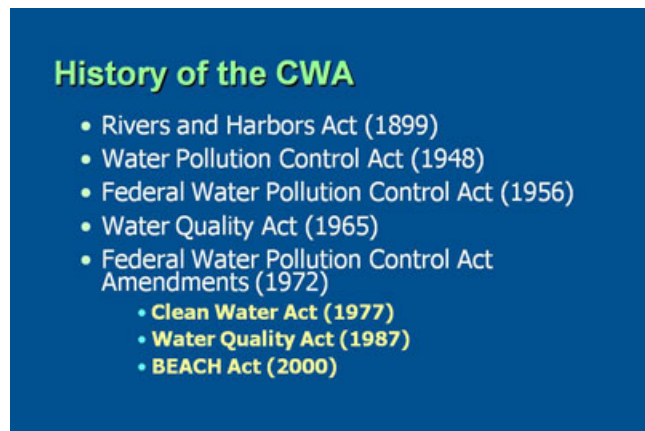 History of the CWA
• Rivers and Harbors Act (1899)
• Water Pollution Control Act (1948)
• Federal Water Pollution Control Act (1956)
• Water Quality Act (1965)
• Federal Water Pollution Control Act
Amendments (1972)
• Clean Water Act (1977)
• Water Quality Act (1987)
• BEACH Act (2000)